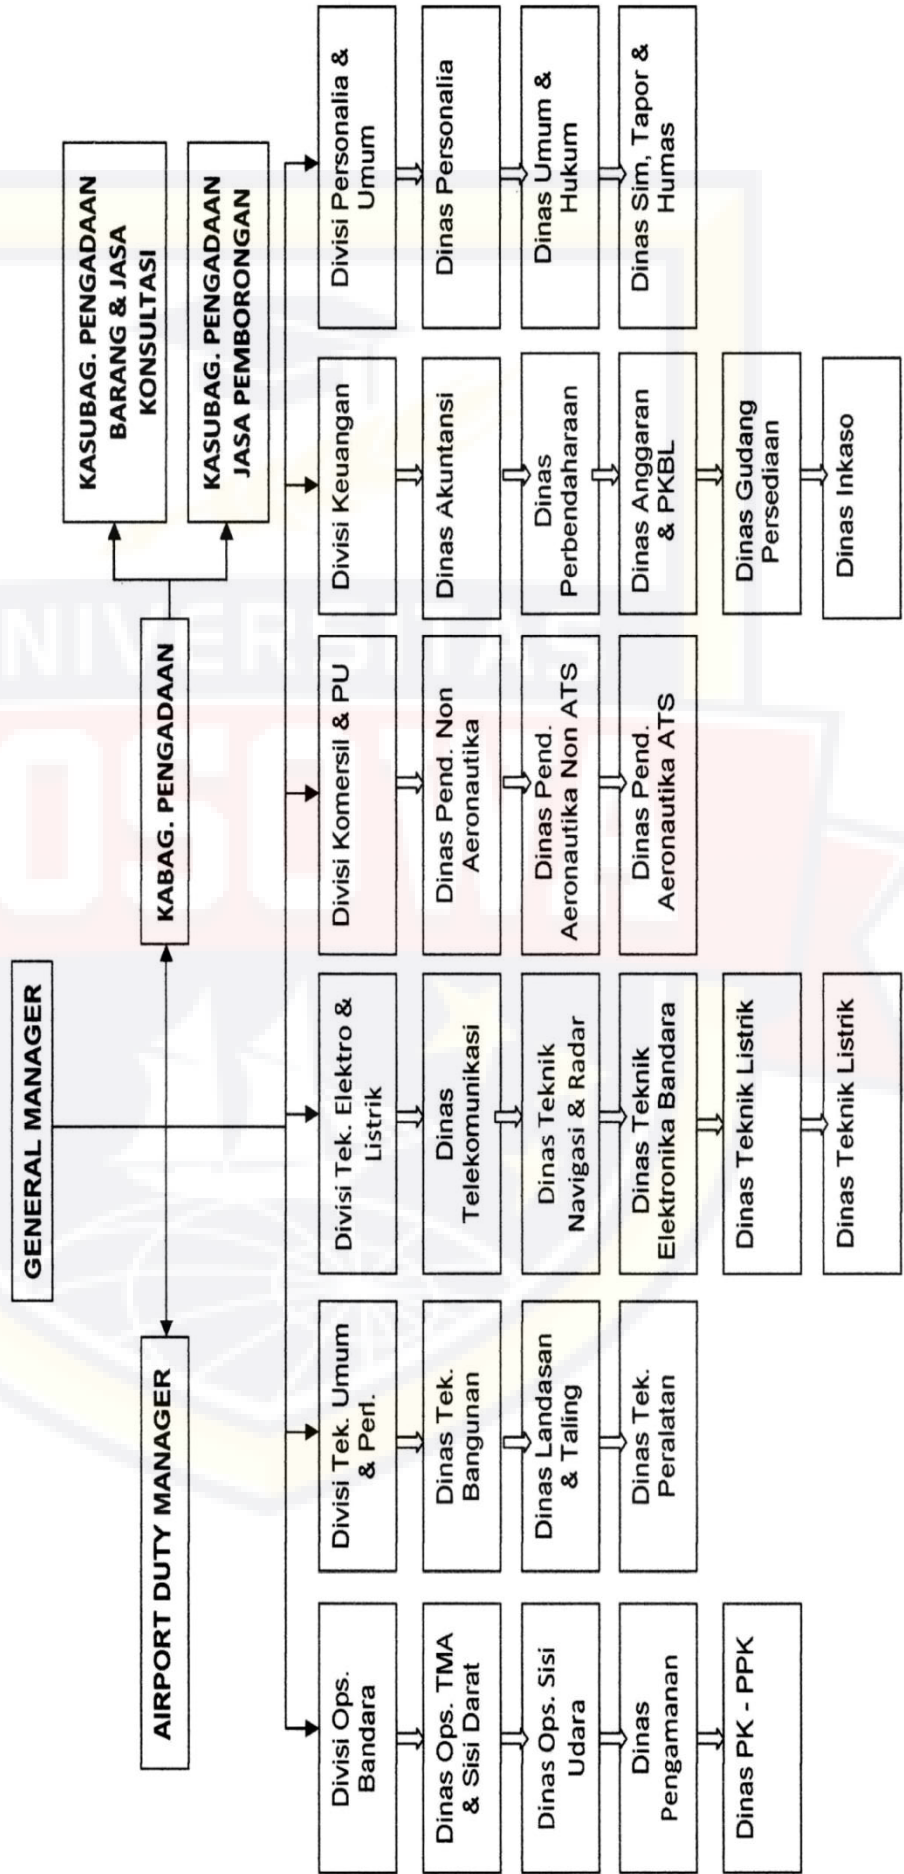 GENERAL MANAGER
AIRPORT DUTY MANAGER
KABAG. PENGADAAN
KASUBAG. PENGADAAN
BARANG & JASA
KONSULTASI
KASUBAG. PENGADAAN
JASA PEMBORONGAN
Divisi Ops.
Bandara
Dinas Ops. TMA
& Sisi Darat
Dinas Ops. Sisi
Udara
Dinas
Pengamanan
Dinas PK - PPK
Divisi Tek. Umum
& Perl.
Dinas Tek.
Bangunan
Dinas Landasan
& Taling
Dinas Tek.
Peralatan
Divisi Tek. Elektro &
Listrik
Dinas
Telekomunikasi
Dinas Teknik
Navigasi & Radar
Dinas Teknik
Elektronika Bandara
Dinas Teknik Listrik
Dinas Teknik Listrik
Divisi Komersil & PU
Dinas Pend. Non
Aeronautika
Dinas Pend.
Aeronautika Non ATS
Dinas Pend.
Aeronautika ATS
Divisi Keuangan
Dinas Akuntansi
Dinas
Perbendaharaan
Dinas Anggaran
& PKBL
Dinas Gudang
Persediaan
Dinas Inkaso
Divisi Personalia &
Umum
Dinas Personalia
Dinas Umum &
Hukum
Dinas Sim, Tapor &
Humas
UNIVERSITAS
BOSOWA